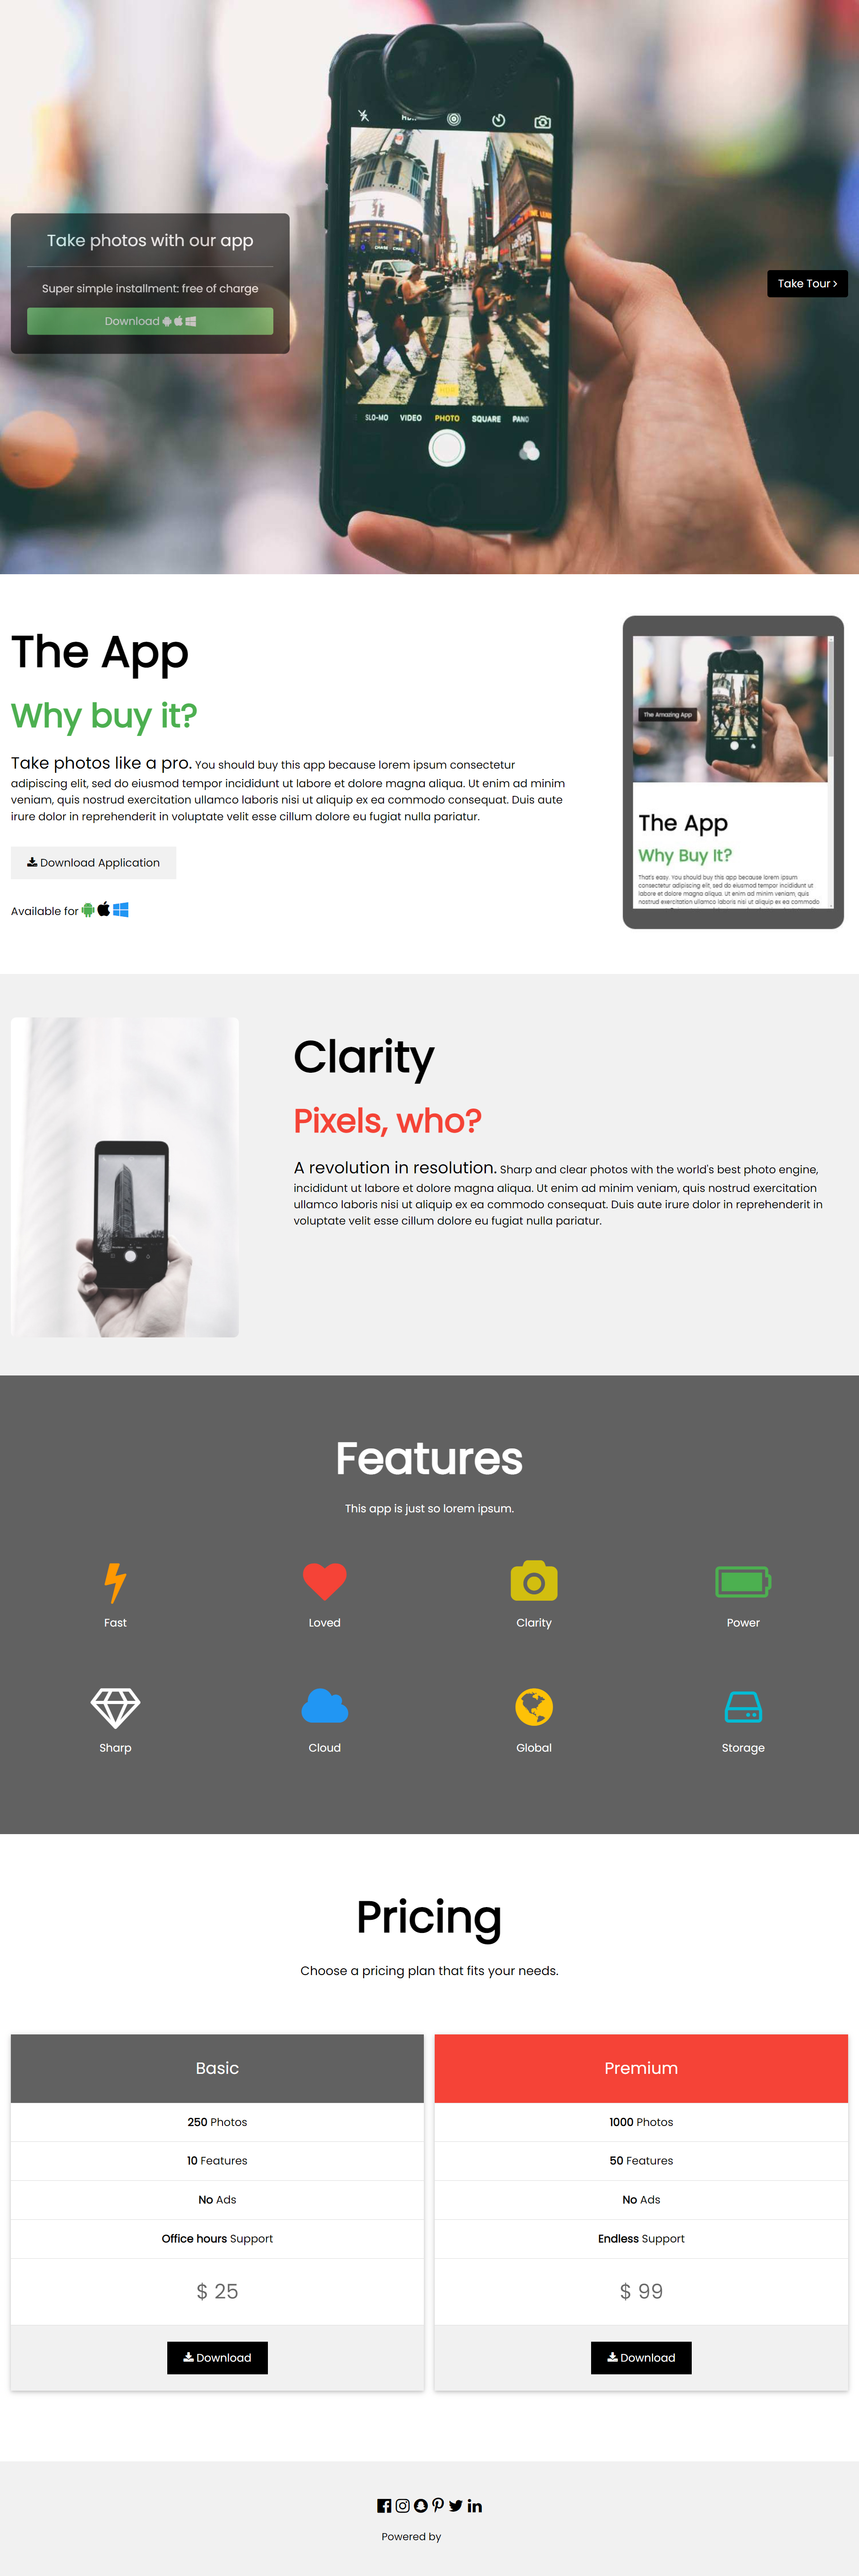 Take photos with our app
Super simple installment: free of charge
Download
Take Tour
CHASE
SLO-MO VIDEO PHOTO SQUARE PANO
The App
Why buy it?
Take photos like a pro. You should buy this app because lorem ipsum consectetur
adipiscing elit, sed do eiusmod tempor incididunt ut labore et dolore magna aliqua. Ut enim ad minim
veniam, quis nostrud exercitation ullamco laboris nisi ut aliquip ex ea commodo consequat. Duis aute
irure dolor in reprehenderit in voluptate velit esse cillum dolore eu fugiat nulla pariatur.
Download Application
Available for
The Amazing App
The App
Why Buy It?
That's easy. You should buy this app because lorem ipsum
consectetur adipiscing elit, sed do eiusmod tempor incididunt ut
labore et dolore magna aliqua. Ut enim ad minim veniam, quis
nostrud exercitation ullamco laboris nisi ut aliquip ex ea commodo
Clarity
Pixels, who?
A revolution in resolution. Sharp and clear photos with the world's best photo engine,
incididunt ut labore et dolore magna aliqua. Ut enim ad minim veniam, quis nostrud exercitation
ullamco laboris nisi ut aliquip ex ea commodo consequat. Duis aute irure dolor in reprehenderit in
voluptate velit esse cillum dolore eu fugiat nulla pariatur.
Features
This app is just so lorem ipsum.
Fast
Loved
Clarity
Power
Sharp
Cloud
Global
Storage
Pricing
Choose a pricing plan that fits your needs.
Basic
250 Photos
10 Features
No Ads
Office hours Support
$ 25
Download
Premium
1000 Photos
50 Features
No Ads
Endless Support
$ 99
Download
Powered by